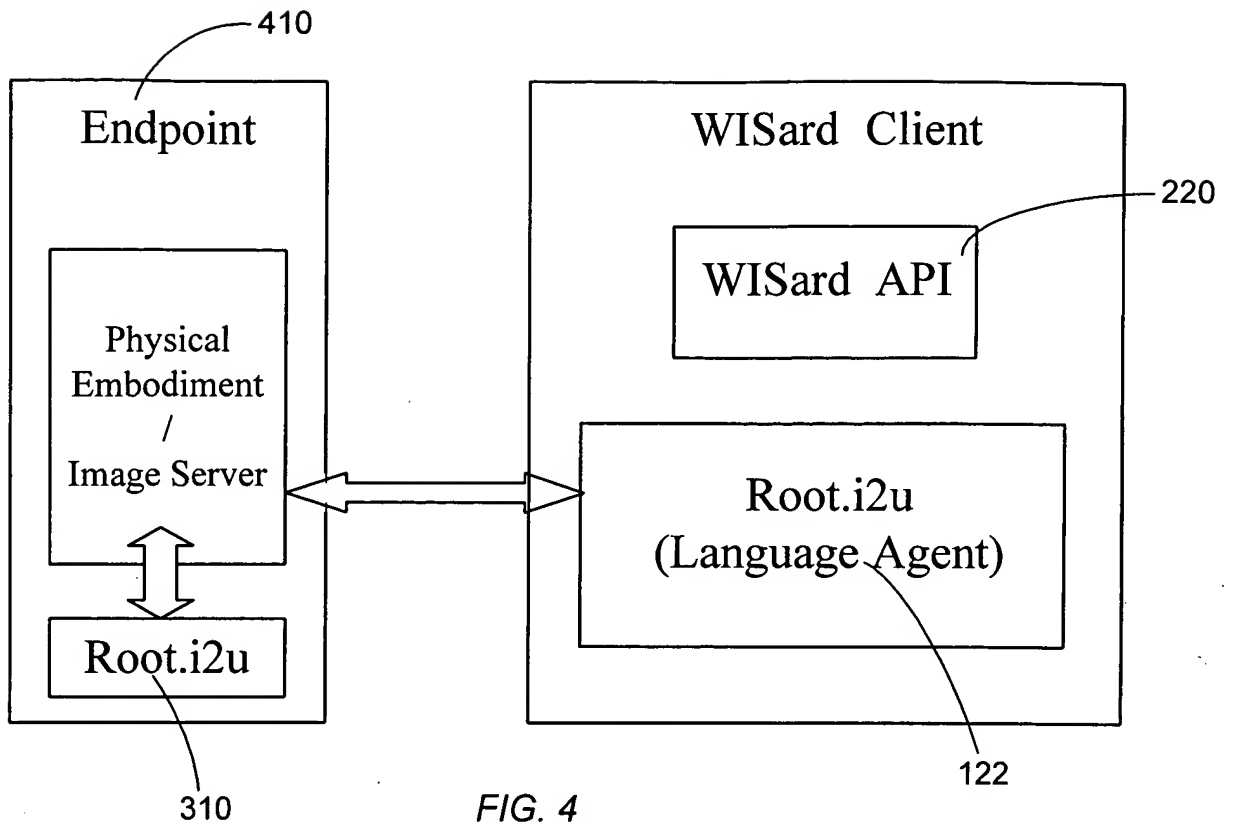 410
Endpoint
WISard Client
220
WISard API
Physical
Embodiment
/
Image Server
Root.i2u
(Language Agent)
Root.i2u
122
310
FIG. 4